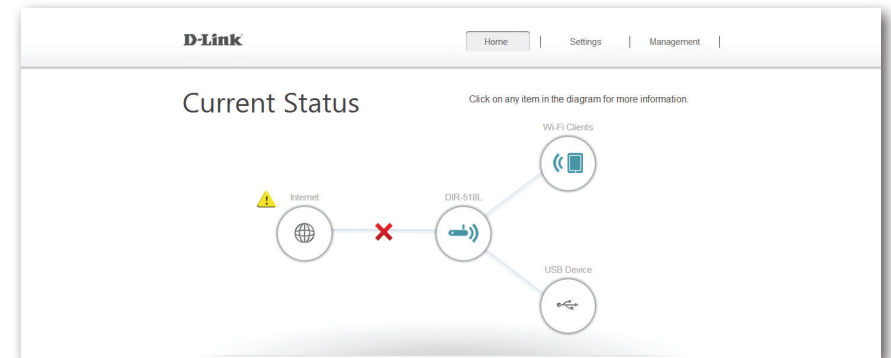 D-Link
Home | Settings | Management |
Current Status
Click on any item in the diagram for more information.
Wi-Fi Clients
Internet
DIR-518L
USB Device